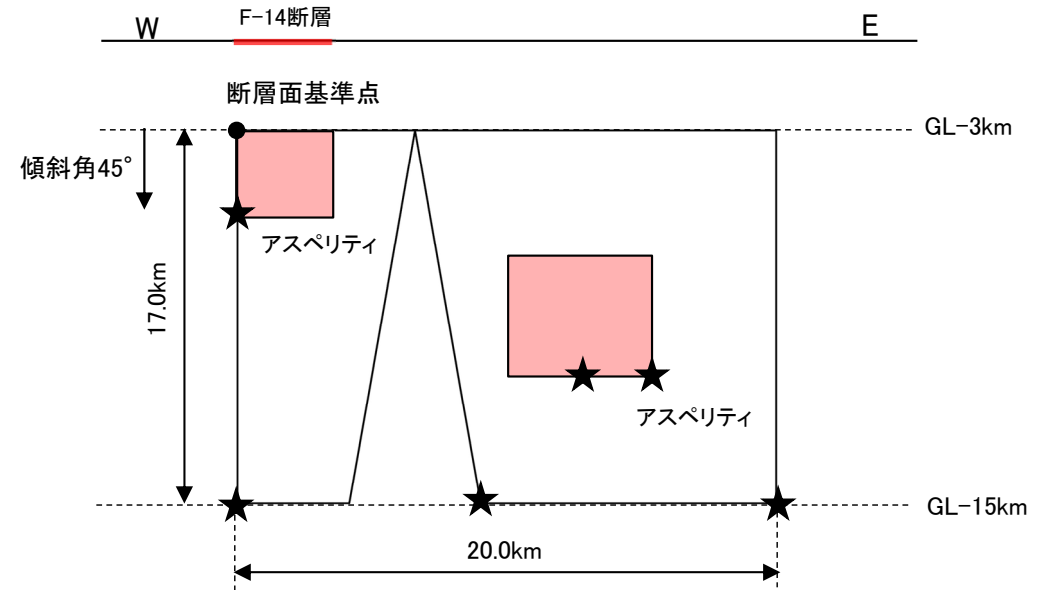 W
F-14断層
E
断層面基準点
GL-3km
傾斜角45°
アスペリティ
17.0km
アスペリティ
GL-15km
20.0km